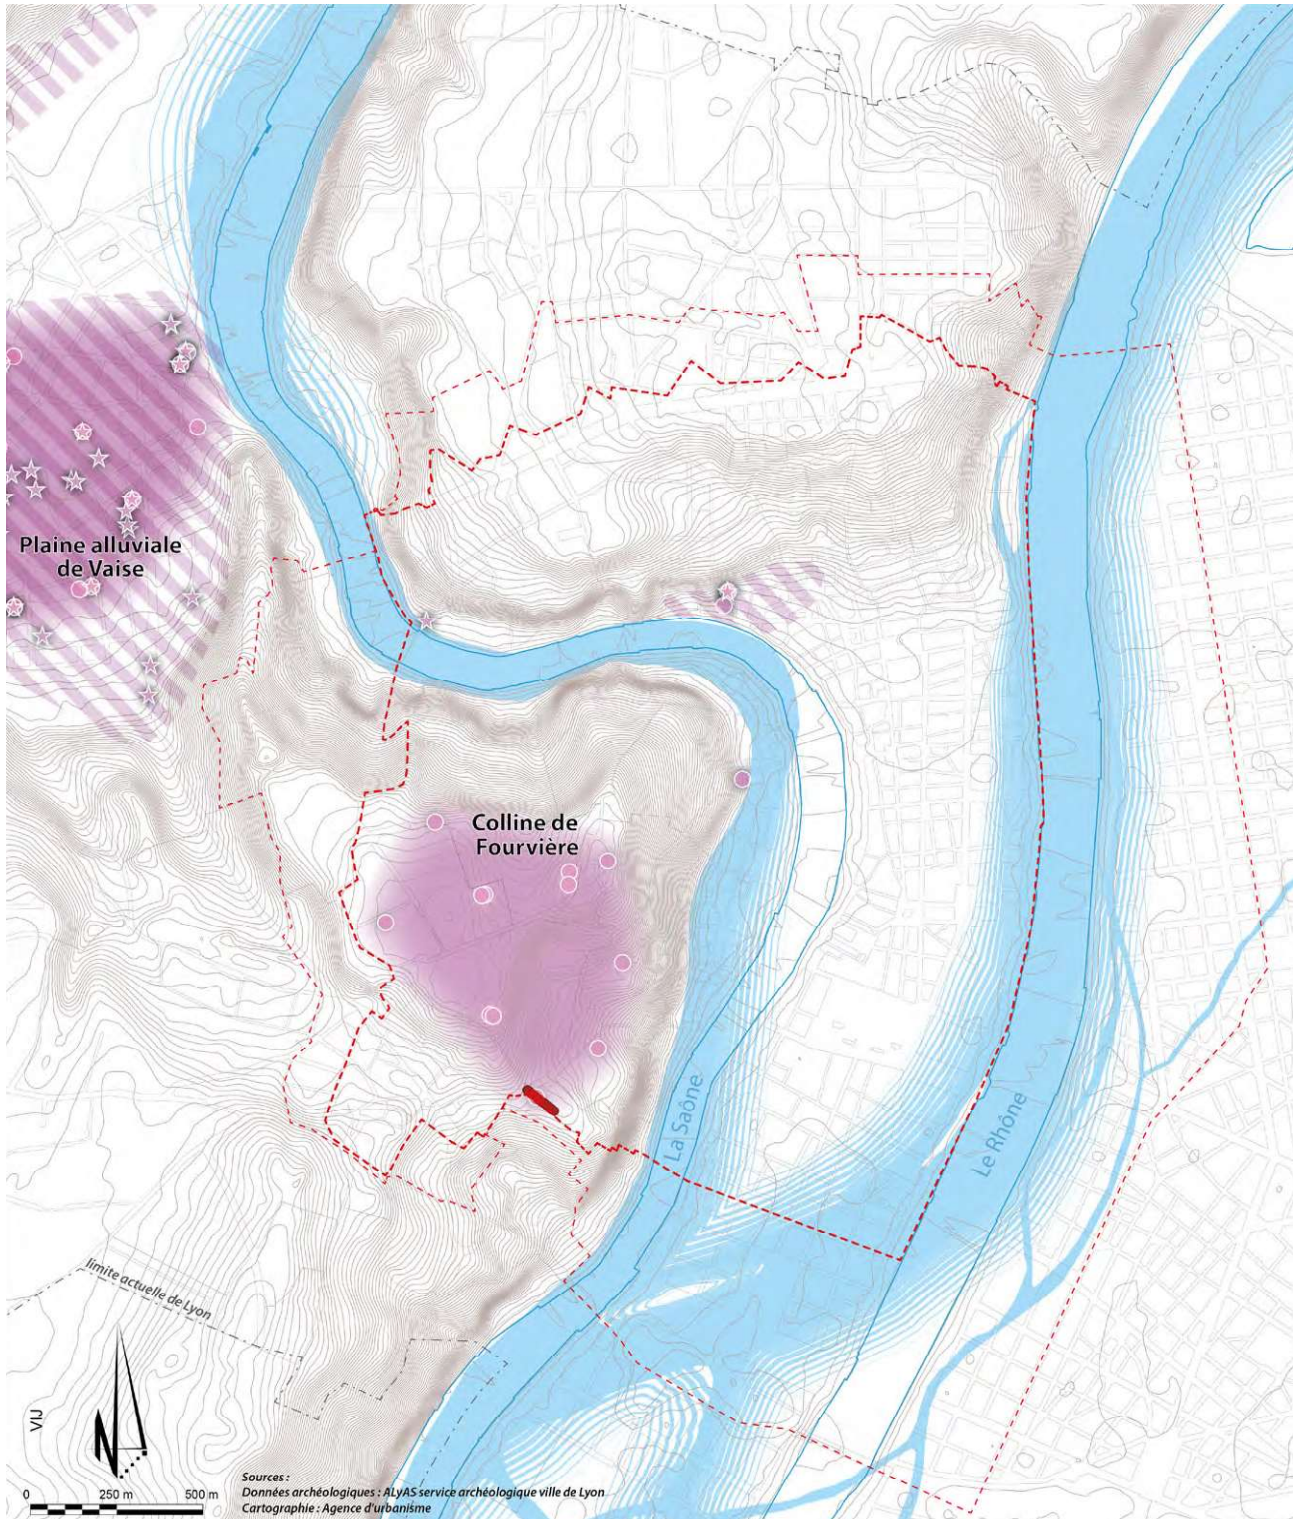 Plaine alluviale
de Vaise
Colline de
Fourvière
La Saône
Le Rhône
limite actuelle de Lyon
VIU
N
0 250 m 500 m
Sources :
Données archéologiques : ALyAS service archéologique ville de Lyon
Cartographie : Agence d'urbanisme